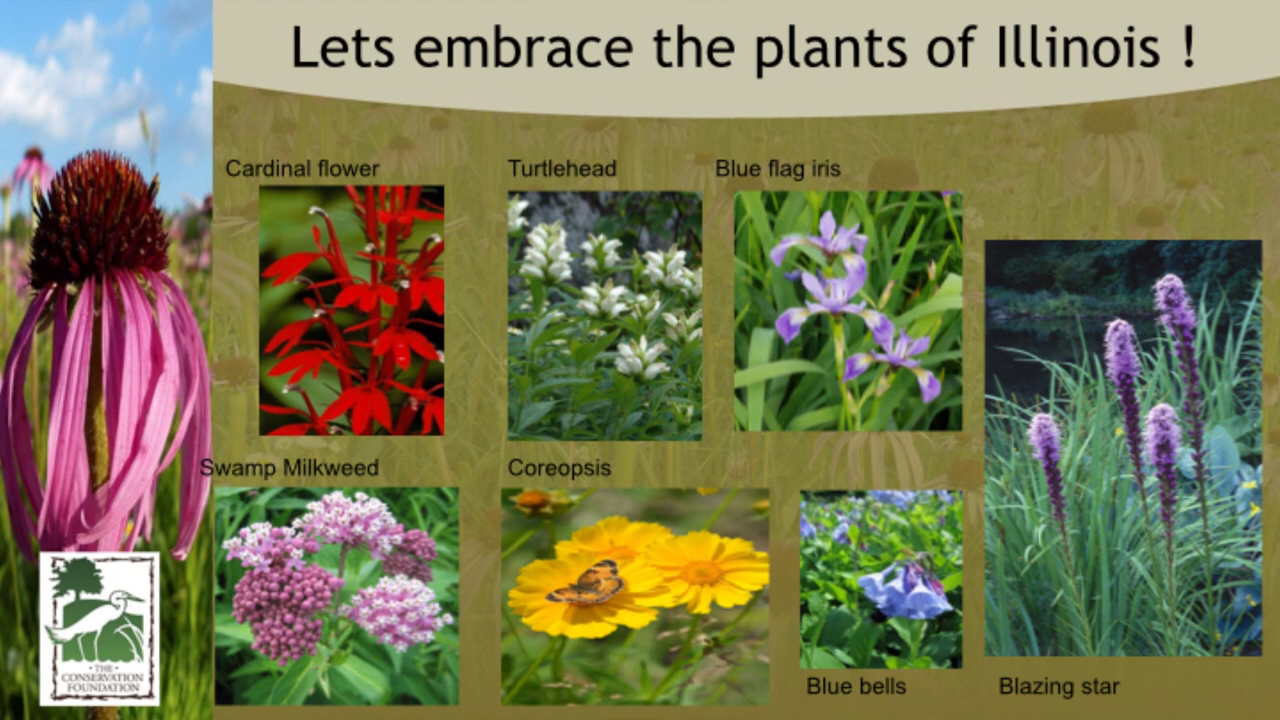 Lets embrace the plants of Illinois !
Cardinal flower
Turtlehead
Blue flag iris
Swamp Milkweed
Coreopsis
Blue bells
Blazing star
• THE •
CONSERVATION
FOUNDATION